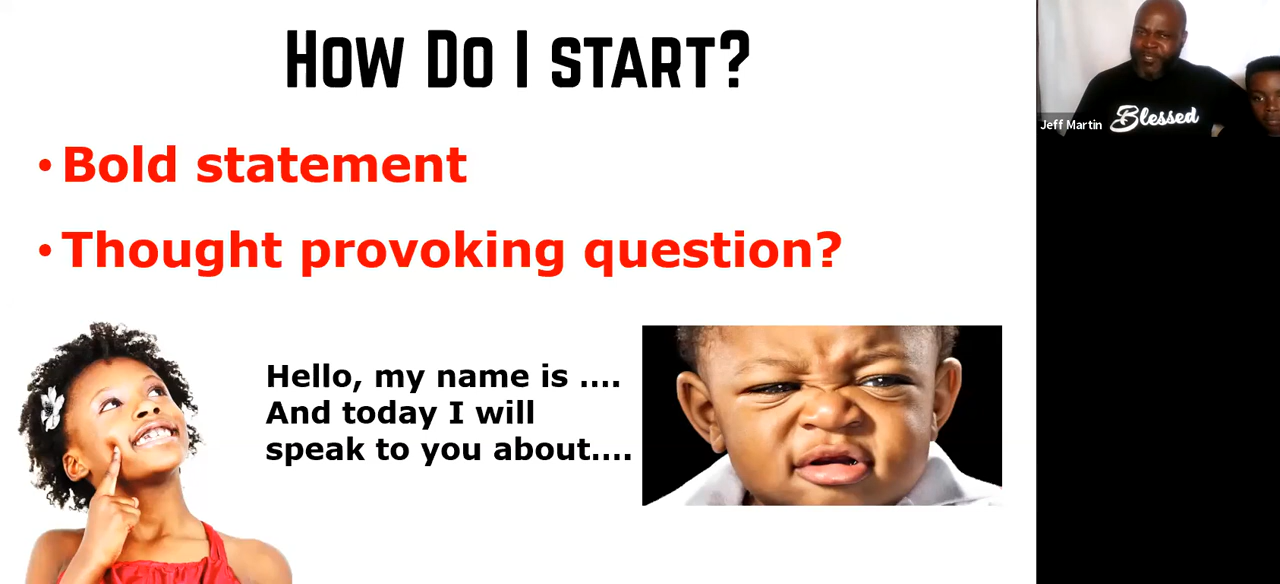 How Do I start?
• Bold statement
• Thought provoking question?
Hello, my name is ....
And today I will
speak to you about....
Jeff Martin
Blessed